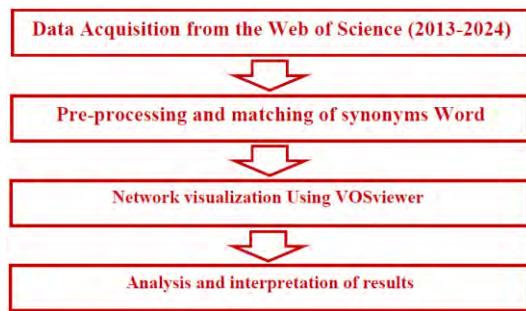 Data Acquisition from the Web of Science (2013-2024)
Pre-processing and matching of synonyms Word
Network visualization Using VOSviewer
Analysis and interpretation of results